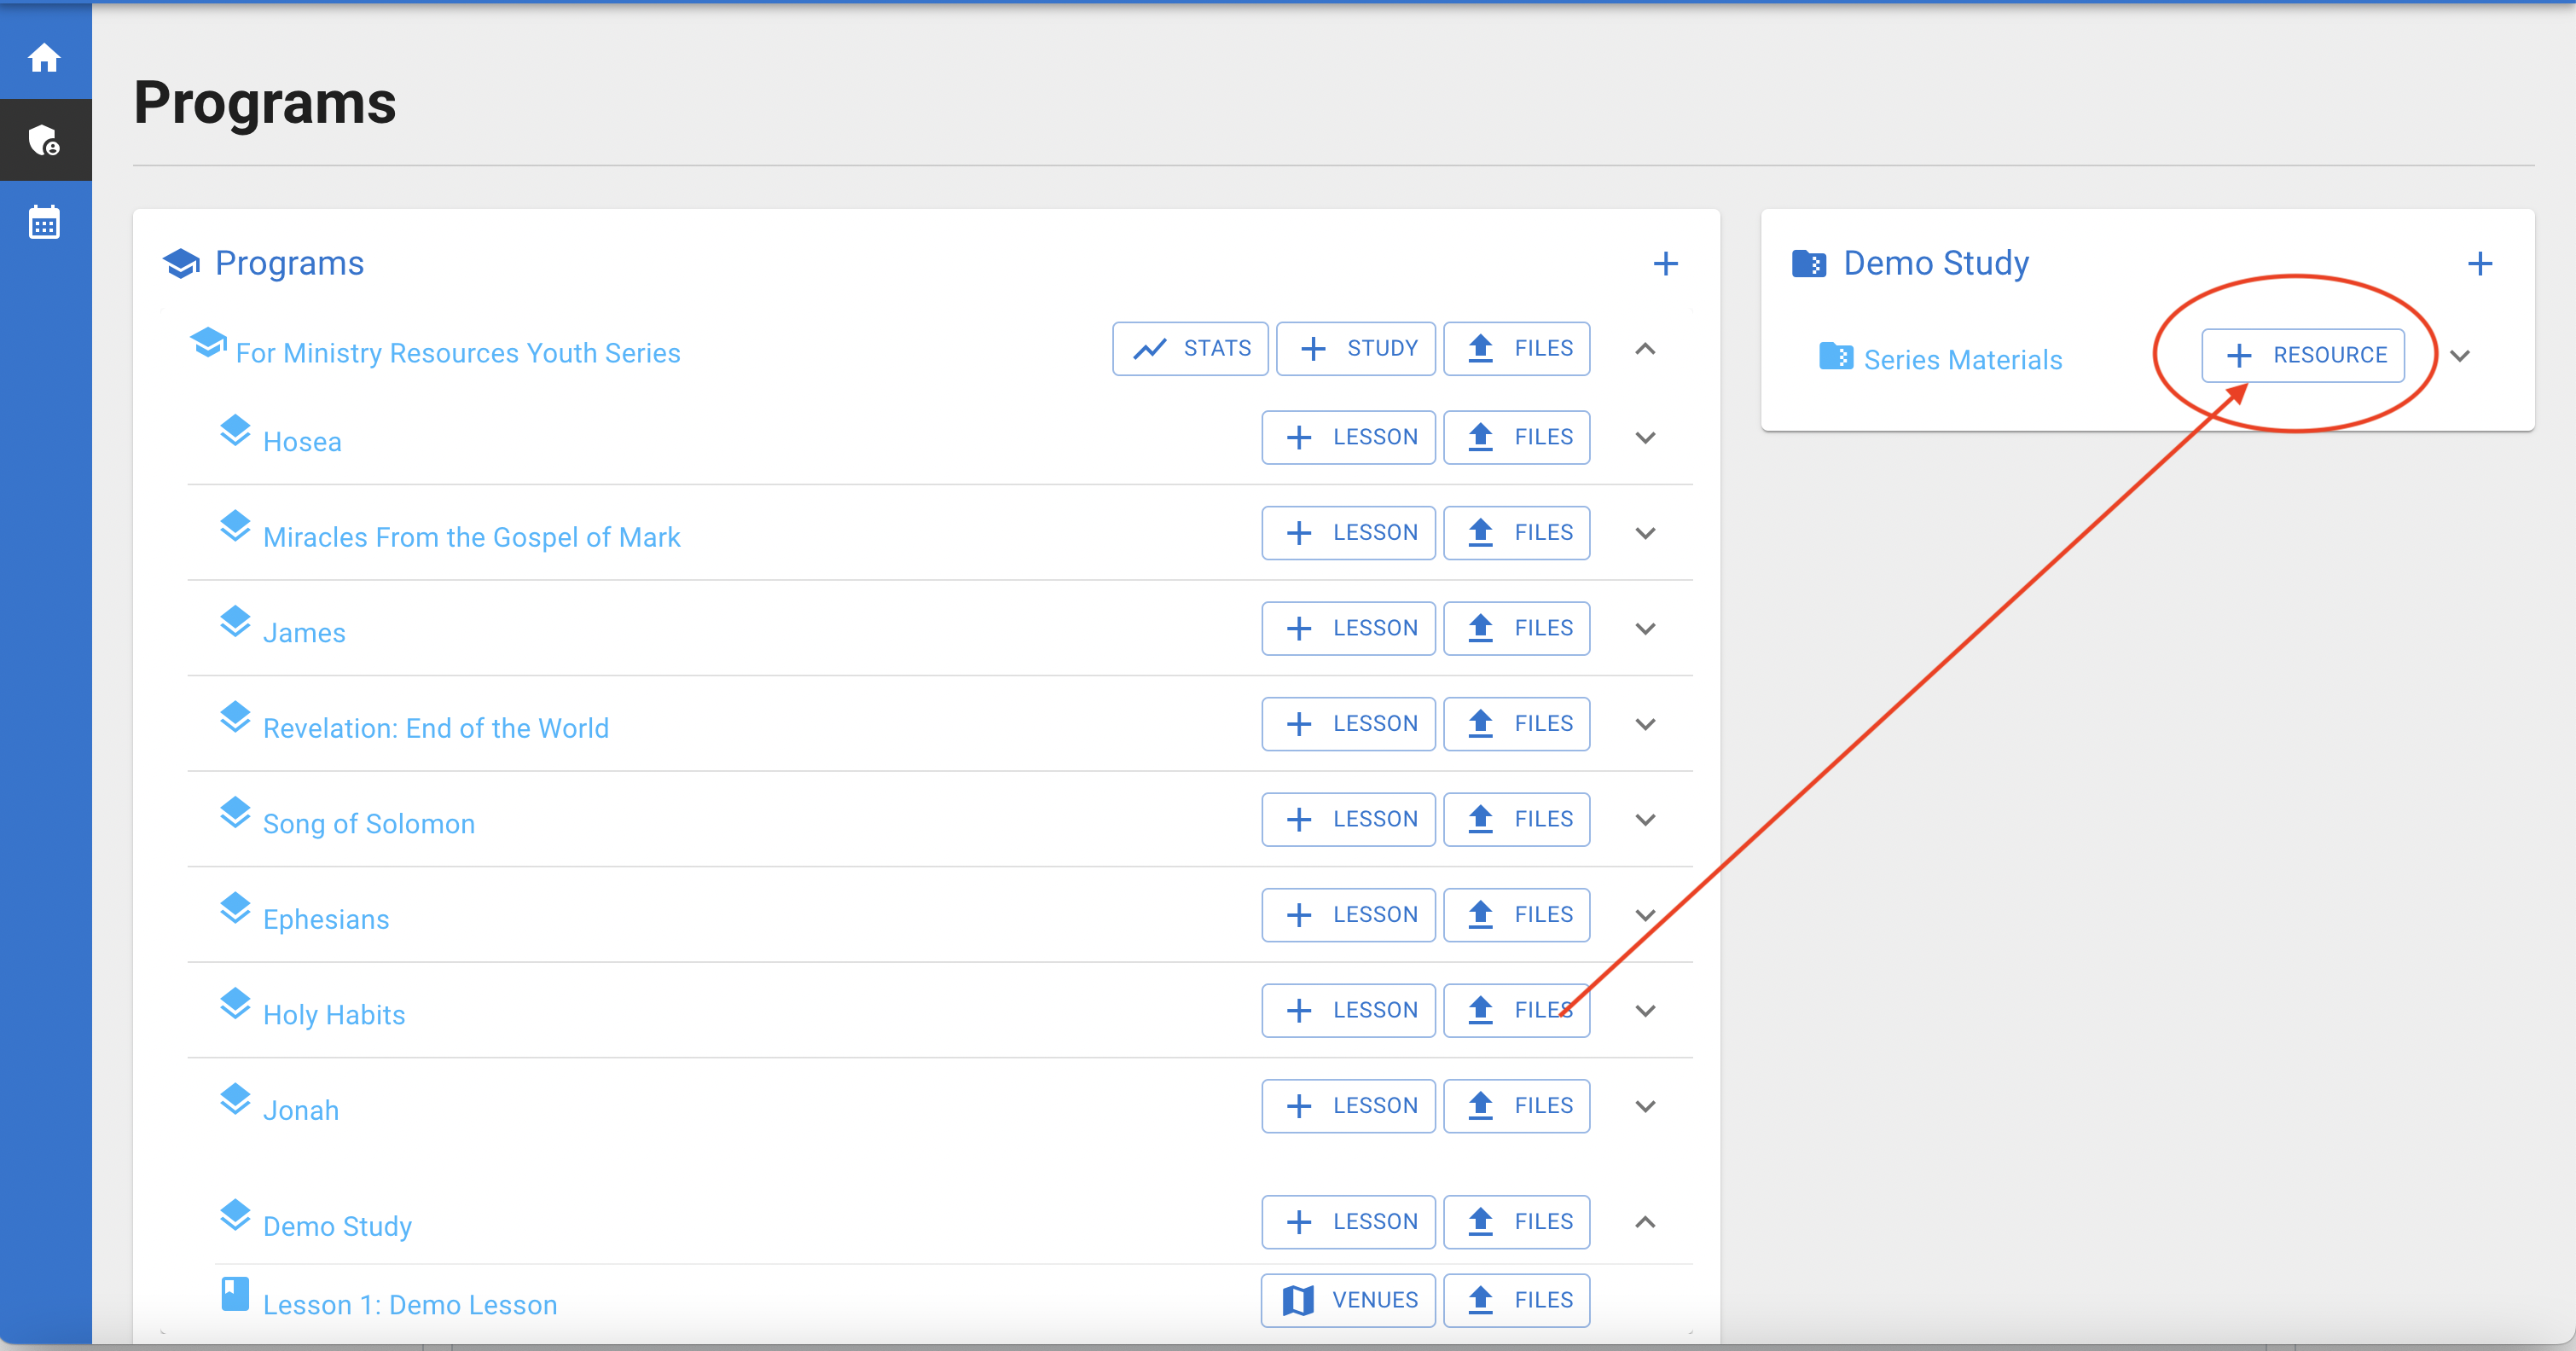 Programs
Programs
For Ministry Resources Youth Series STATS STUDY FILES
Hosea LESSON FILES
Miracles From the Gospel of Mark LESSON FILES
James LESSON FILES
Revelation: End of the World LESSON FILES
Song of Solomon LESSON FILES
Ephesians LESSON FILES
Holy Habits LESSON FILES
Jonah LESSON FILES
Demo Study LESSON FILES
Lesson 1: Demo Lesson VENUES FILES
Demo Study
Series Materials RESOURCE